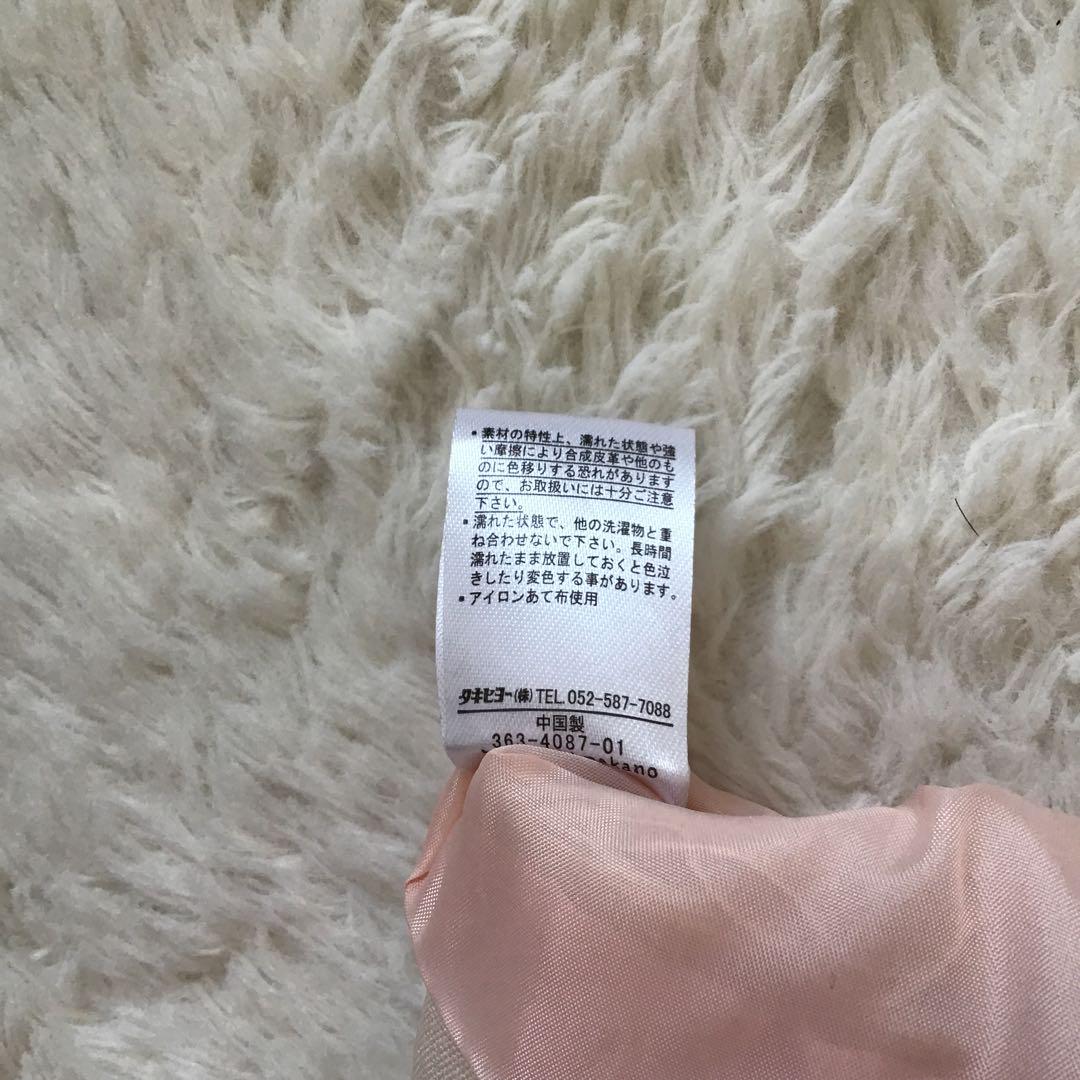 ・素材の特性上、濡れた状態や強
い摩擦により合成皮革や他のも
のに色移りする恐れがあります
ので、お取扱いには十分ご注意
下さい。
・濡れた状態で、他の洗濯物と重
ね合わせないで下さい。長時間
濡れたまま放置しておくと色泣
きしたり変色する事があります。
・アイロンあて布使用
タキヒヨー(株)TEL.052-587-7088
中国製
363-4087-01